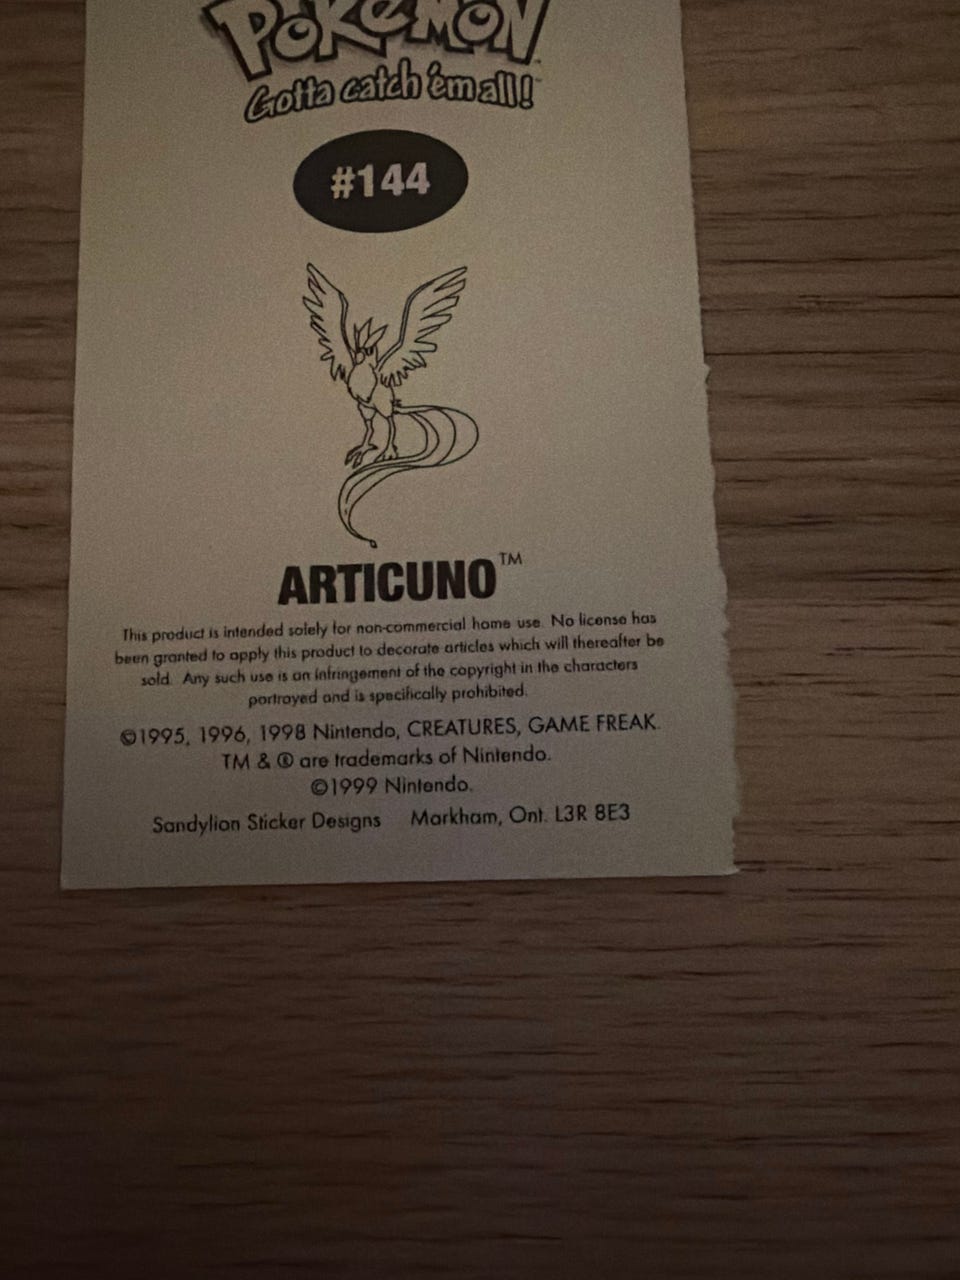 POKéMON
Gotta catch 'em all!™
#144
ARTICUNO™
This product is intended solely for non-commercial home use. No license has
been granted to apply this product to decorate articles which will thereafter be
sold. Any such use is an infringement of the copyright in the characters
portrayed and is specifically prohibited.
©1995, 1996, 1998 Nintendo, CREATURES, GAME FREAK.
TM & ® are trademarks of Nintendo.
©1999 Nintendo.
Sandylion Sticker Designs Markham, Ont. L3R 8E3